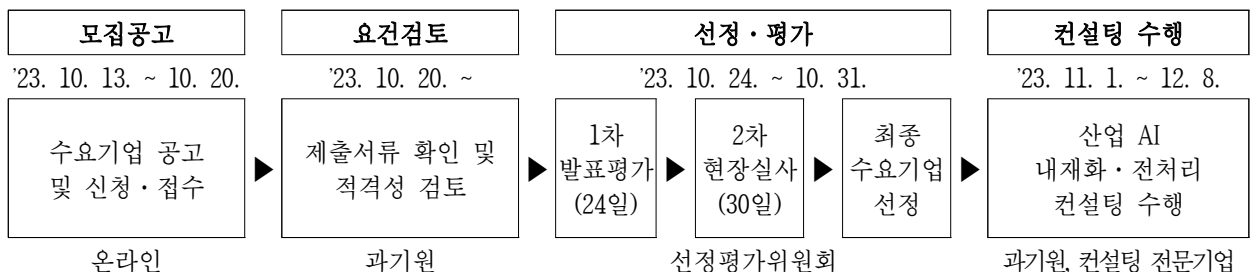 모집공고
요건검토
선정・평가
컨설팅 수행
'23. 10. 13. ~ 10. 20.
'23. 10. 20. ~
'23. 10. 24. ~ 10. 31.
'23. 11. 1. ~ 12. 8.
수요기업 공고
및 신청・접수
▶
제출서류 확인 및
적격성 검토
▶
1차
발표평가
(24일)
▶
2차
현장실사
(30일)
▶
최종
수요기업
선정
▶
산업 AI
내재화・전처리
컨설팅 수행
온라인
과기원
선정평가위원회
과기원, 컨설팅 전문기업